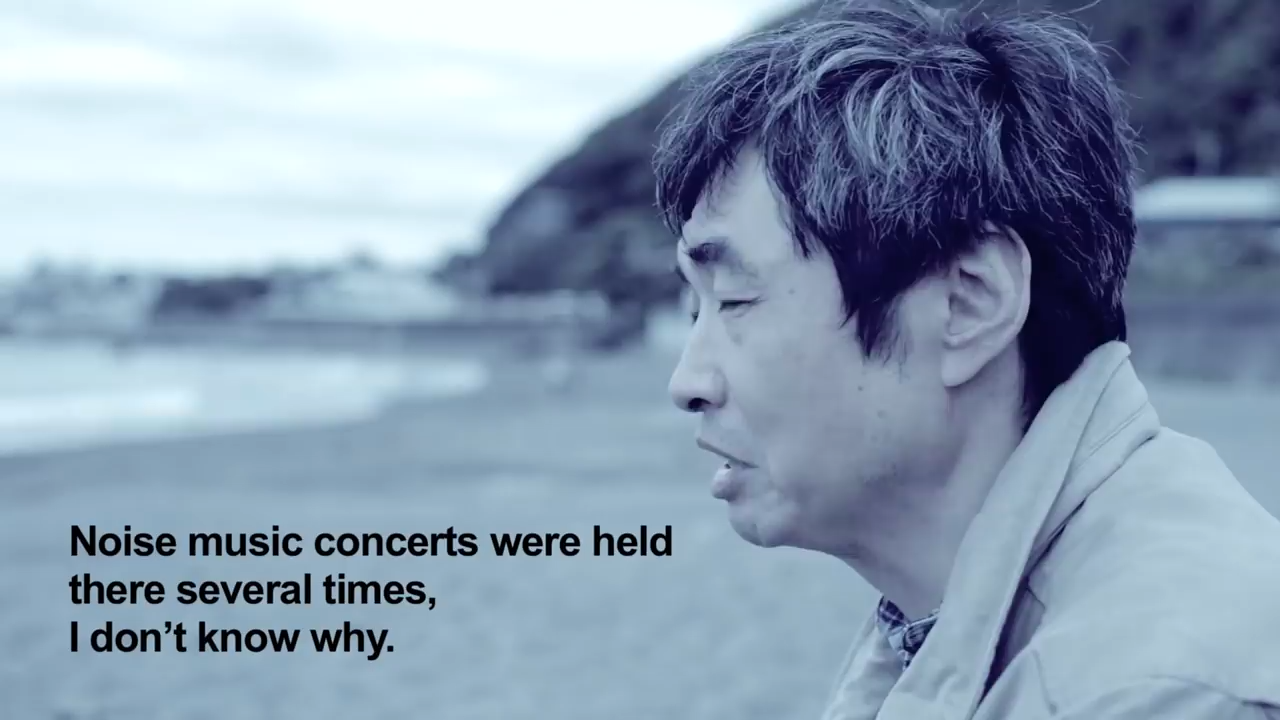 Noise music concerts were held
there several times,
I don’t know why.